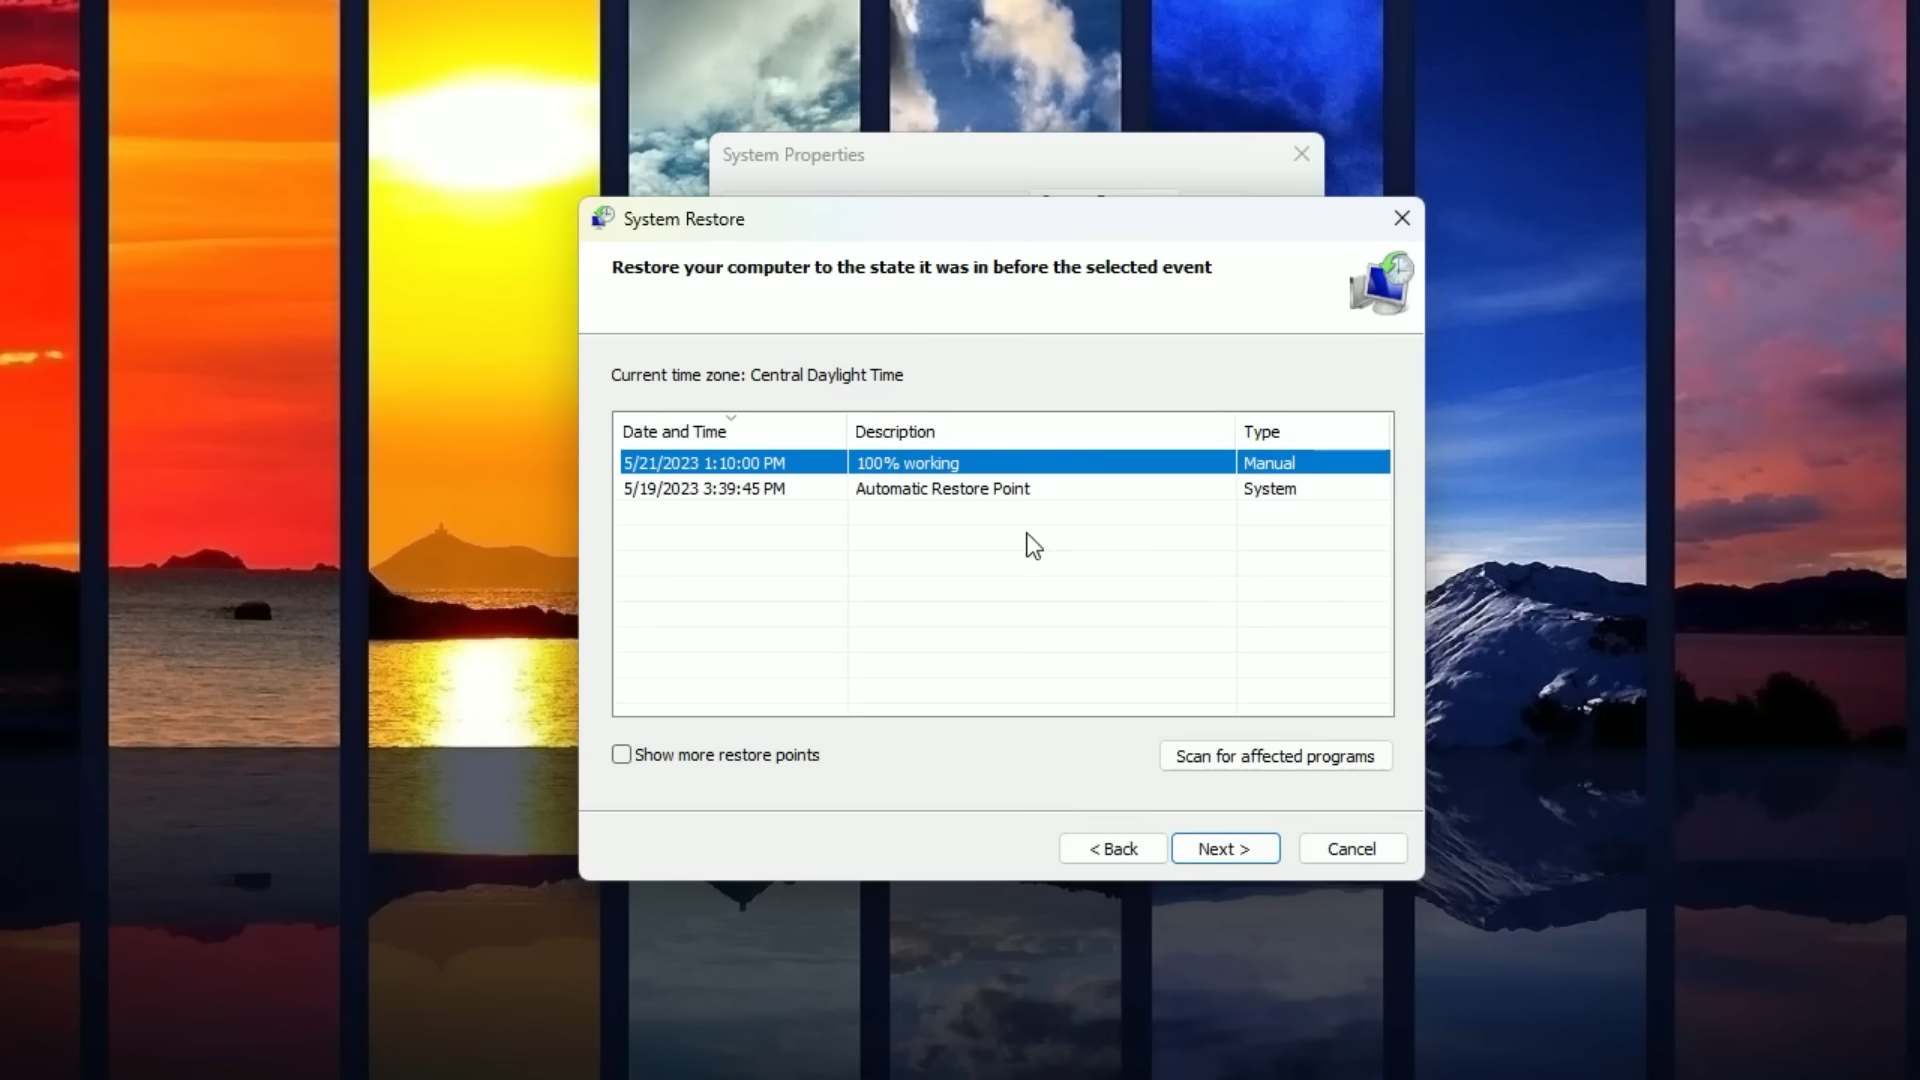 System Properties
System Restore
Restore your computer to the state it was in before the selected event
Current time zone: Central Daylight Time
Date and Time Description Type
5/21/2023 1:10:00 PM 100% working Manual
5/19/2023 3:39:45 PM Automatic Restore Point System
Show more restore points Scan for affected programs
< Back Next > Cancel